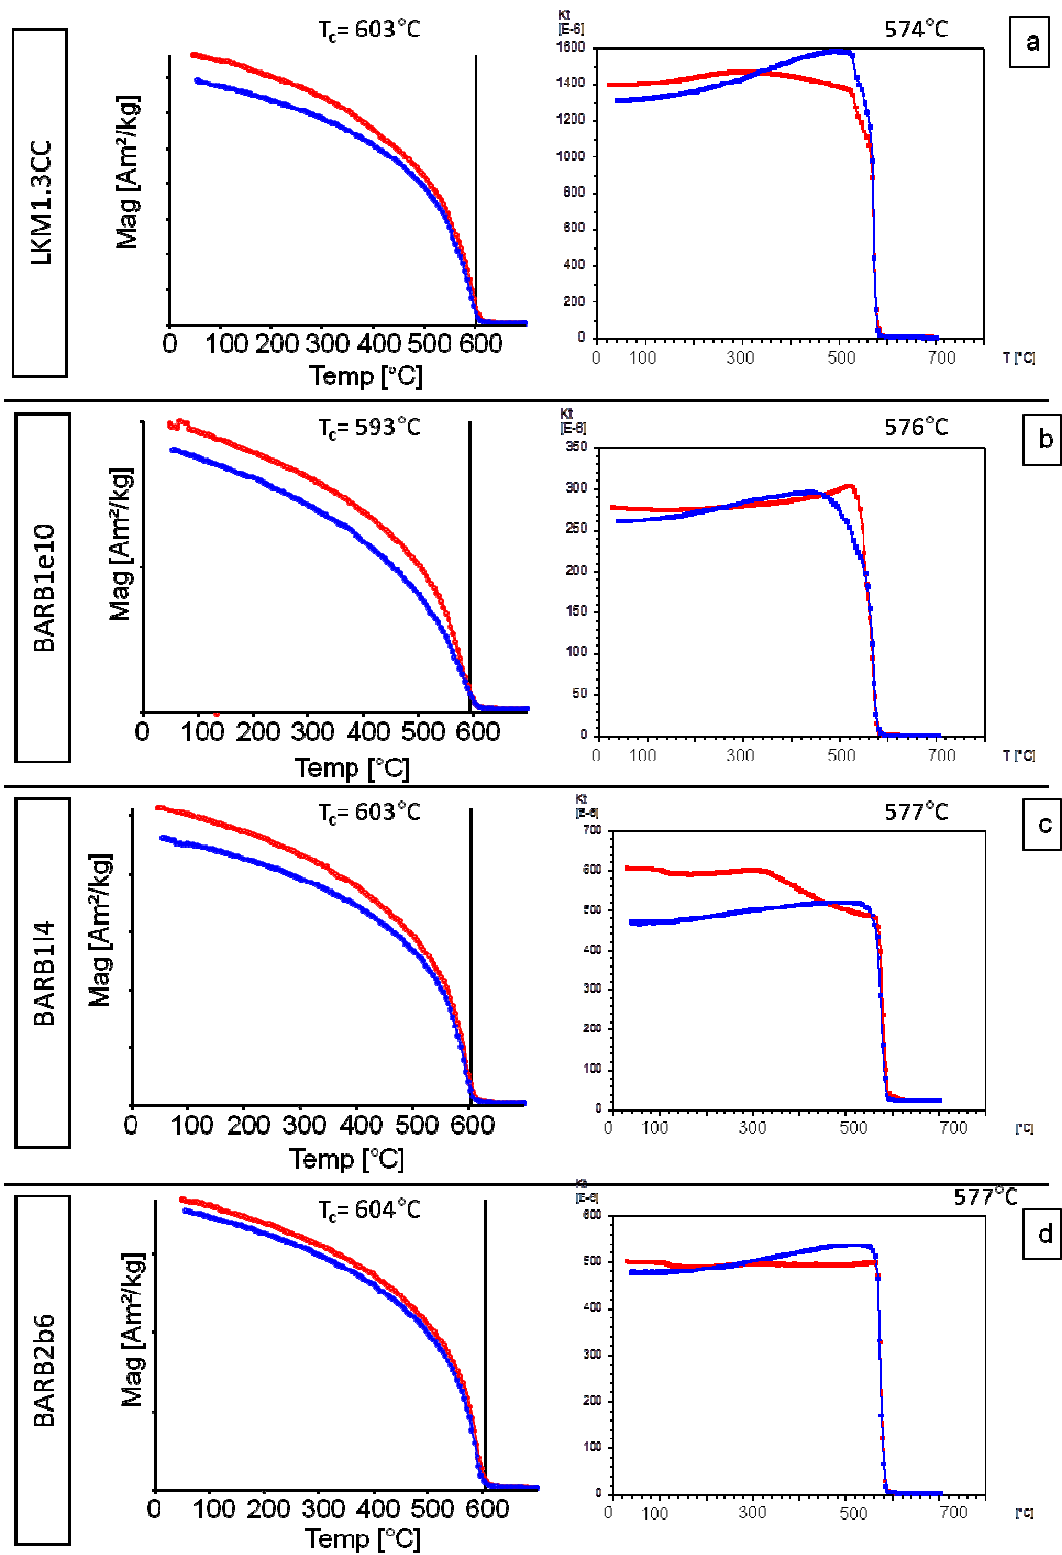 LKM1.3CC
Tc= 603°C
Mag [Am²/kg]
0 100 200 300 400 500 600
Temp [°C]
574°C
a
Kt
[E-6]
1600
1400
1200
1000
800
600
400
200
0
0 100 300 500 700 T [°C]
BARB1e10
Tc= 593°C
Mag [Am²/kg]
0 100 200 300 400 500 600
Temp [°C]
576°C
b
Kt
[E-6]
350
300
250
200
150
100
50
0
0 100 300 500 700 T [°C]
BARB1l4
Tc= 603°C
Mag [Am²/kg]
0 100 200 300 400 500 600
Temp [°C]
577°C
c
Kt
[E-6]
700
600
500
400
300
200
100
0
0 100 300 500 700 [°C]
BARB2b6
Tc= 604°C
Mag [Am²/kg]
0 100 200 300 400 500 600
Temp [°C]
577°C
d
Kt
[E-6]
600
500
400
300
200
100
0
0 100 300 500 700 [°C]